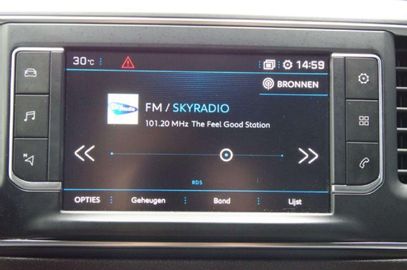 30°C 14:59
BRONNEN
FM / SKYRADIO
101.20 MHz The Feel Good Station
RDS
OPTIES Geheugen Band Lijst
N